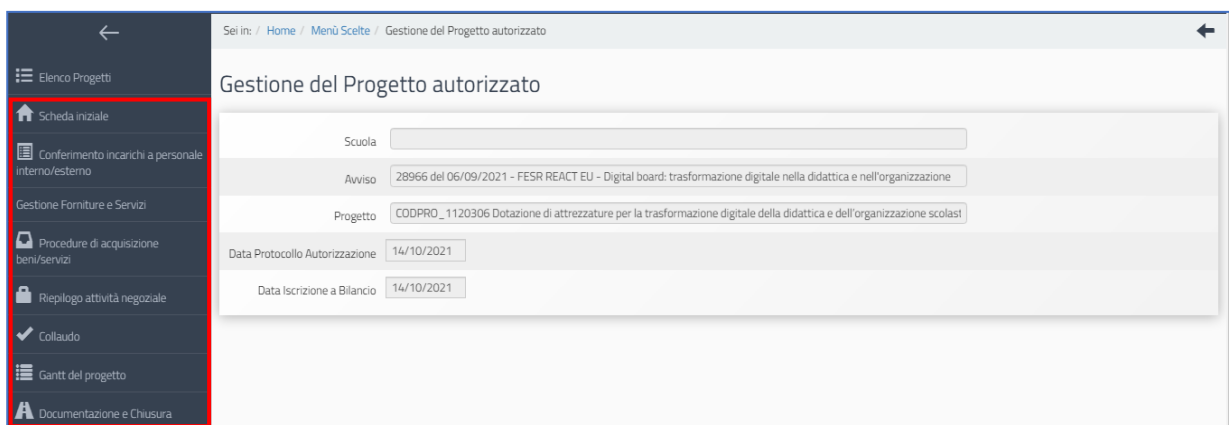 Sei in: / Home / Menù Scelte / Gestione del Progetto autorizzato
Elenco Progetti
Scheda iniziale
Conferimento incarichi a personale
interno/esterno
Gestione Forniture e Servizi
Procedure di acquisizione
beni/servizi
Riepilogo attività negoziale
Collaudo
Gantt del progetto
Documentazione e Chiusura
Gestione del Progetto autorizzato
Scuola
Avviso 28966 del 06/09/2021 - FESR REACT EU - Digital board: trasformazione digitale nella didattica e nell'organizzazione
Progetto CODPRO_1120306 Dotazione di attrezzature per la trasformazione digitale della didattica e dell'organizzazione scolast
Data Protocollo Autorizzazione 14/10/2021
Data Iscrizione a Bilancio 14/10/2021